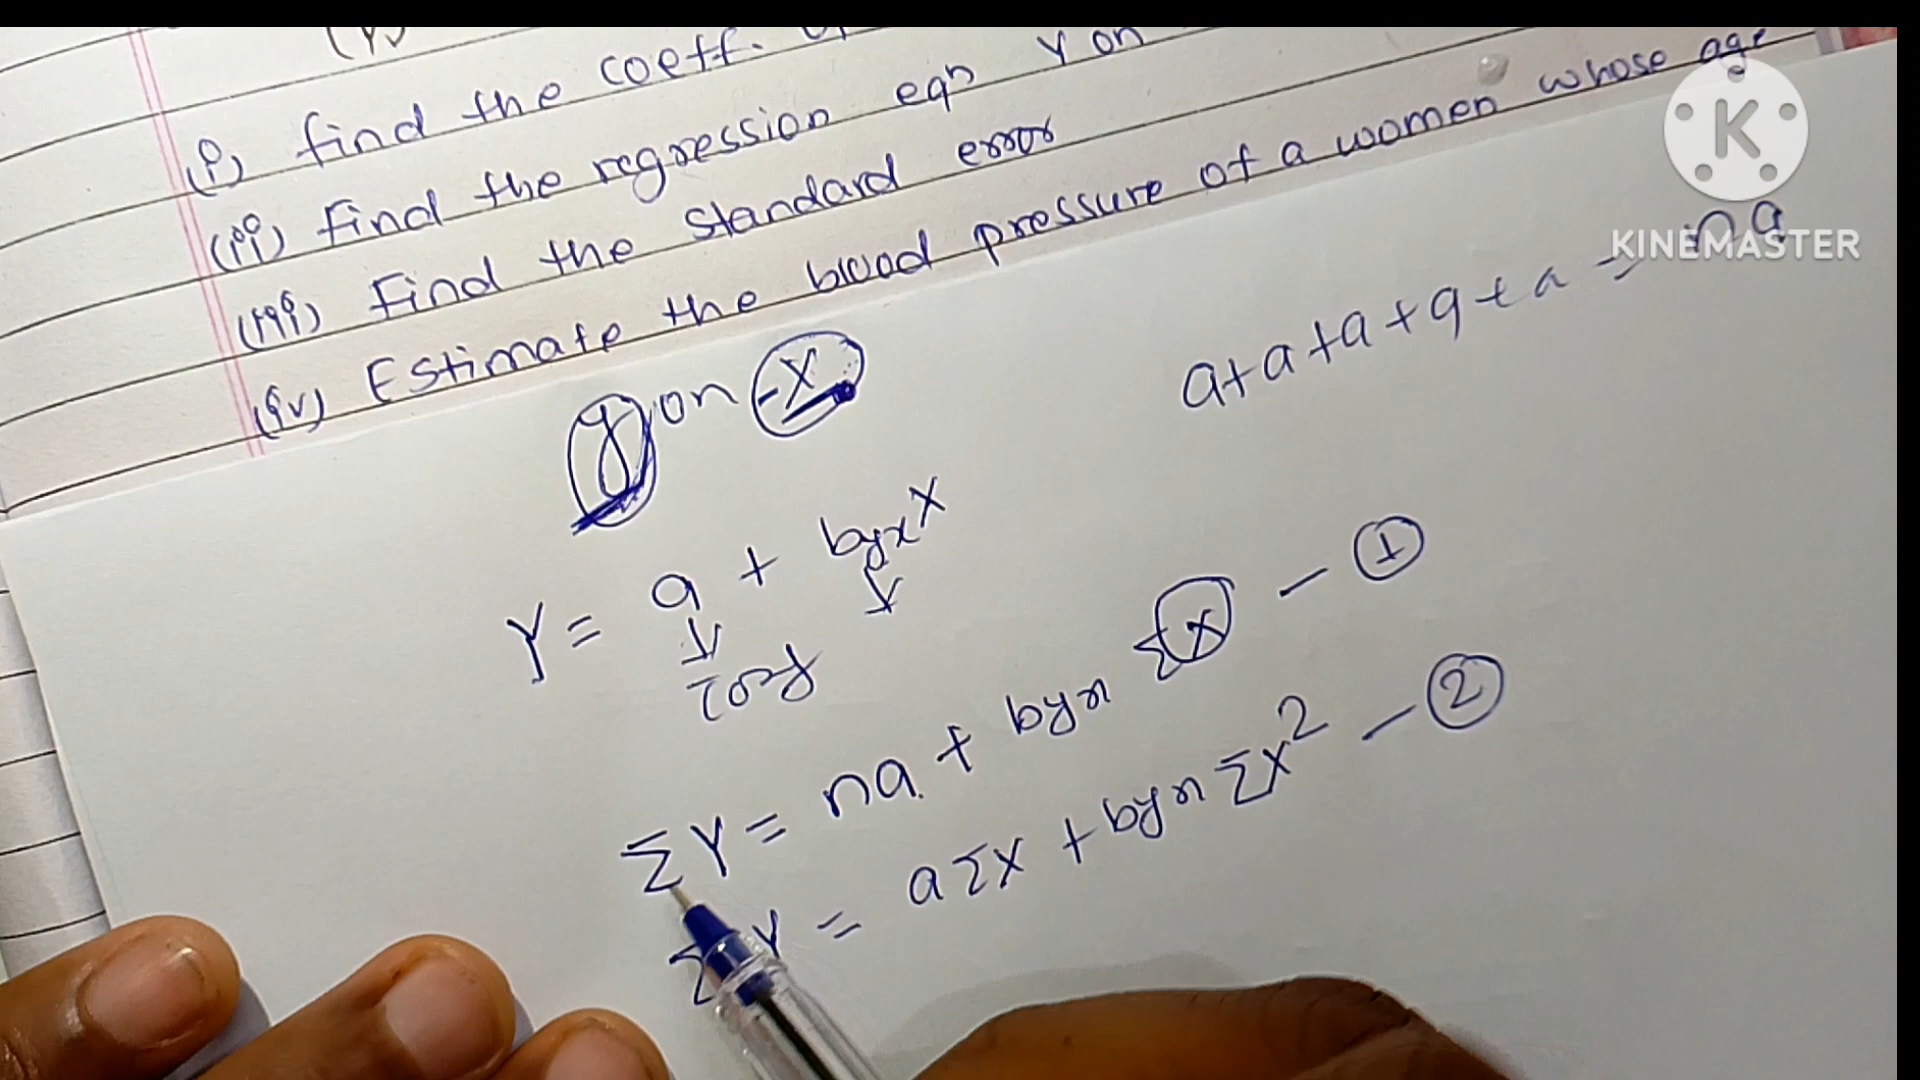 (i) find the coeff.
(ii) Find the regression eqn Y on
(iii) Find the standard error
(iv) Estimate the blood pressure of a women whose age
KINEMASTER
y on x
a+a+a+a+a = na
Y = a + byx X
ΣY = na + byx Σx - ①
ΣY = aΣX + byx ΣX² - ②